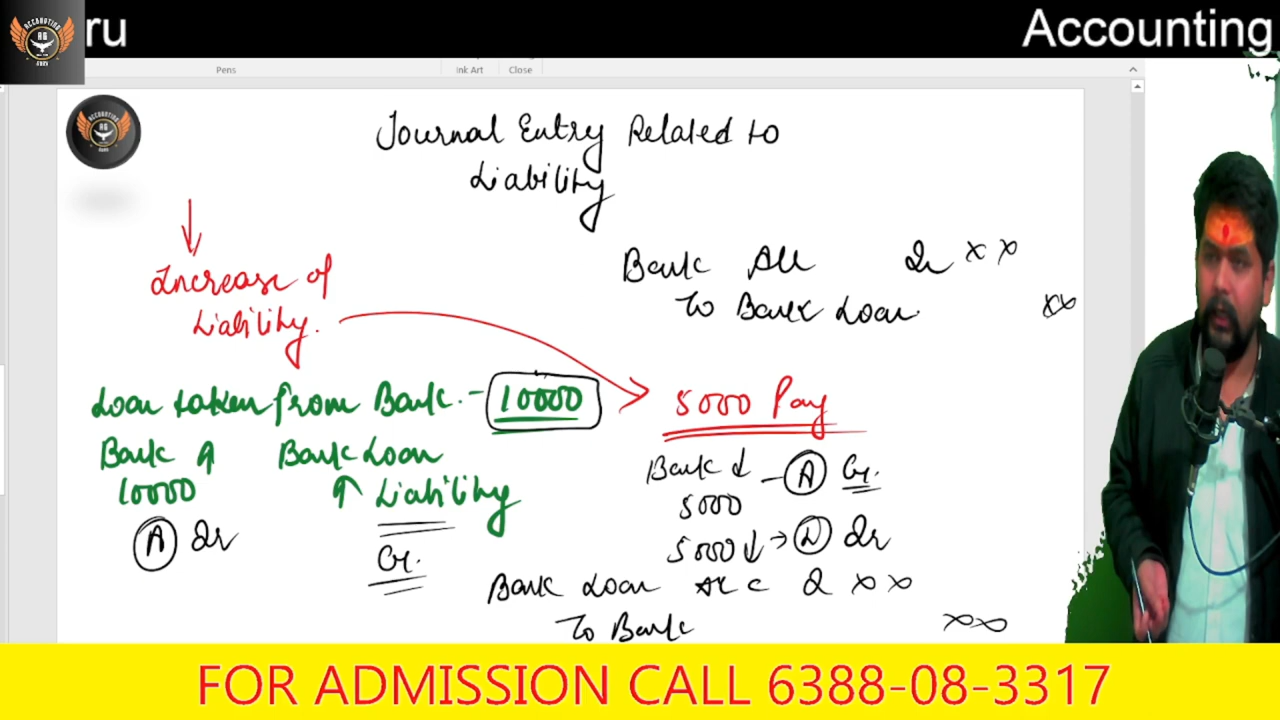 ru
Accounting
Pens
Ink Art
Close
Journal Entry Related to
Liability
Increase of
Liability.
Bank A/c Dr xx
To Bank Loan. xx
Loan taken from Bank. - 10000
5000 Pay
Bank ↑ Bank Loan
10000 ↑ Liability
A Dr
Cr.
Bank ↓ - A Cr.
5000
5000 ↓ → L Dr
Bank Loan A/c D xx
To Bank xx
FOR ADMISSION CALL 6388-08-3317